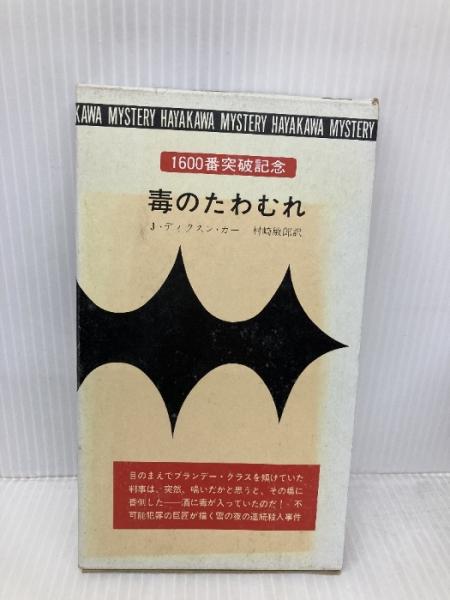 KAWA MYSTERY HAYAKAWA MYSTERY HAYAKAWA MYSTERY
1600番突破記念
毒のたわむれ
J・ディクスン・カー 村崎敏郎訳
目のまえでブランデー・グラスを傾けていた
判事は、突然、喘いだかと思うと、その場に
昏倒した——酒に毒が入っていたのだ！ 不
可能犯罪の巨匠が描く雪の夜の連続殺人事件